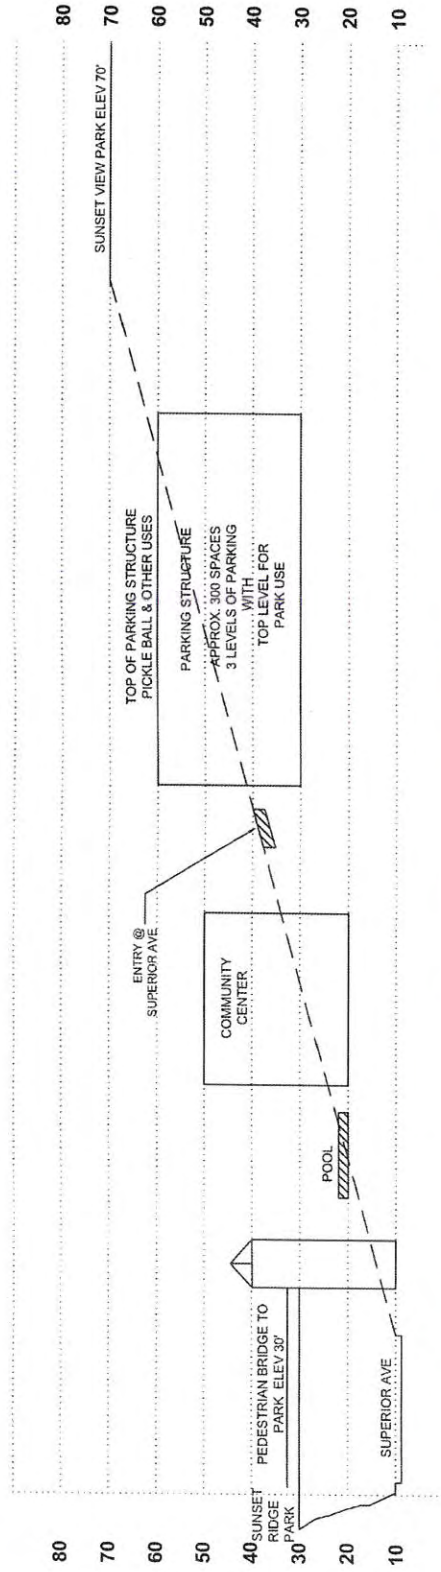 80
70
60
50
40
30
20
10
SUNSET
RIDGE
PARK
PEDESTRIAN BRIDGE TO
PARK ELEV 30'
SUPERIOR AVE
POOL
COMMUNITY
CENTER
ENTRY @
SUPERIOR AVE
TOP OF PARKING STRUCTURE
PICKLE BALL & OTHER USES
PARKING STRUCTURE
APPROX. 300 SPACES
3 LEVELS OF PARKING
WITH
TOP LEVEL FOR
PARK USE
SUNSET VIEW PARK ELEV 70'
80
70
60
50
40
30
20
10